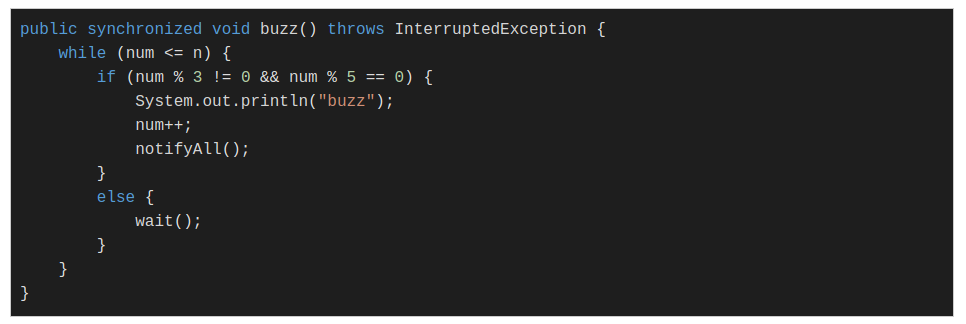 public synchronized void buzz() throws InterruptedException {
    while (num <= n) {
        if (num % 3 != 0 && num % 5 == 0) {
            System.out.println("buzz");
            num++;
            notifyAll();
        }
        else {
            wait();
        }
    }
}